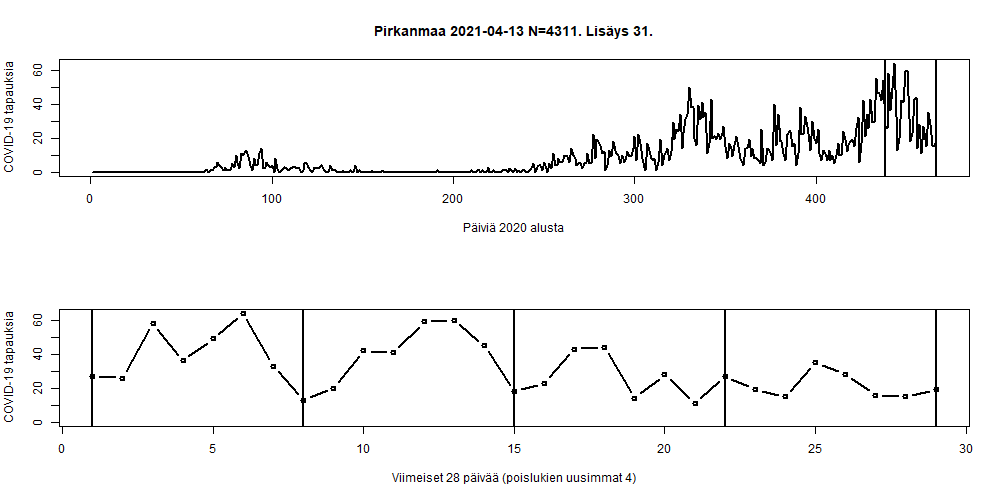 Pirkanmaa 2021-04-13 N=4311. Lisäys 31.
COVID-19 tapauksia
60
40
20
0
0 100 200 300 400
Päiviä 2020 alusta
COVID-19 tapauksia
60
40
20
0
0 5 10 15 20 25 30
Viimeiset 28 päivää (poislukien uusimmat 4)